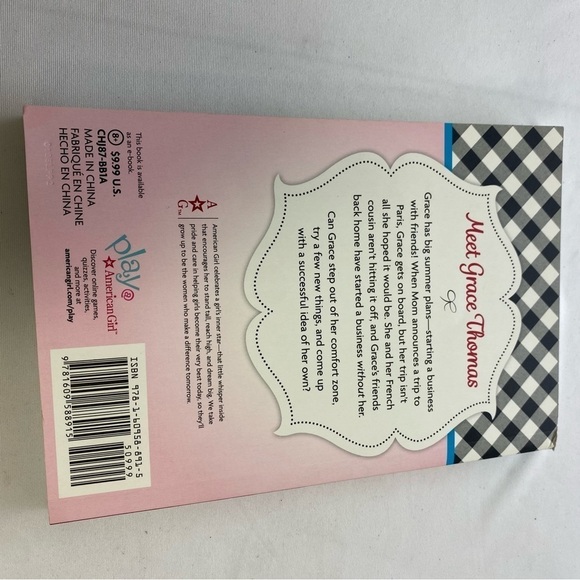 Meet Grace Thomas
Grace has big summer plans—starting a business
with friends! When Mom announces a trip to
Paris, Grace gets on board, but her trip isn't
all she hoped it would be. She and her French
cousin aren't hitting it off, and Grace's friends
back home have started a business without her.
Can Grace step out of her comfort zone,
try a few new things, and come up
with a successful idea of her own?
A
G™
American Girl celebrates a girl's inner star—that little whisper inside
that encourages her to stand tall, reach high, and dream big. We take
pride and care in helping girls become their very best today, so they'll
grow up to be the women who make a difference tomorrow.
This book is available
as an e-book.
8+ $9.99 U.S.
CHJ87-BB1A
MADE IN CHINA
FABRIQUÉ EN CHINE
HECHO EN CHINA
play@
AmericanGirl
Discover online games,
quizzes, activities,
and more at
americangirl.com/play
ISBN 978-1-60958-891-5
50999
9 781609 588915